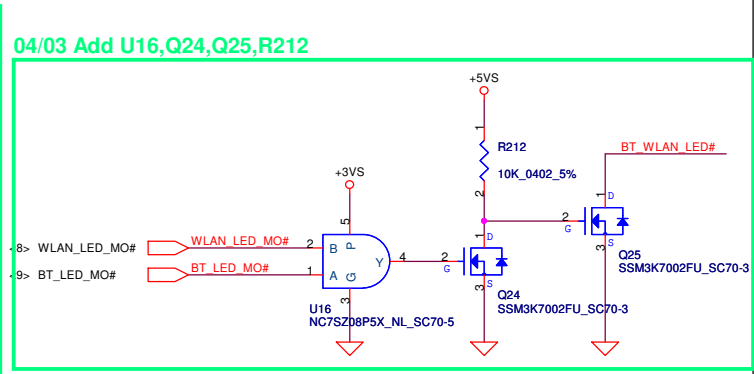 04/03 Add U16,Q24,Q25,R212
+5VS
1
R212
10K_0402_5%
2
BT_WLAN_LED#
+3VS
5
1
D
2
G
3
S
Q25
SSM3K7002FU_SC70-3
8> WLAN_LED_MO#
WLAN_LED_MO#
2
B
P
9> BT_LED_MO#
BT_LED_MO#
1
A
G
Y
4
3
2
G
1
D
3
S
U16
NC7SZ08P5X_NL_SC70-5
Q24
SSM3K7002FU_SC70-3